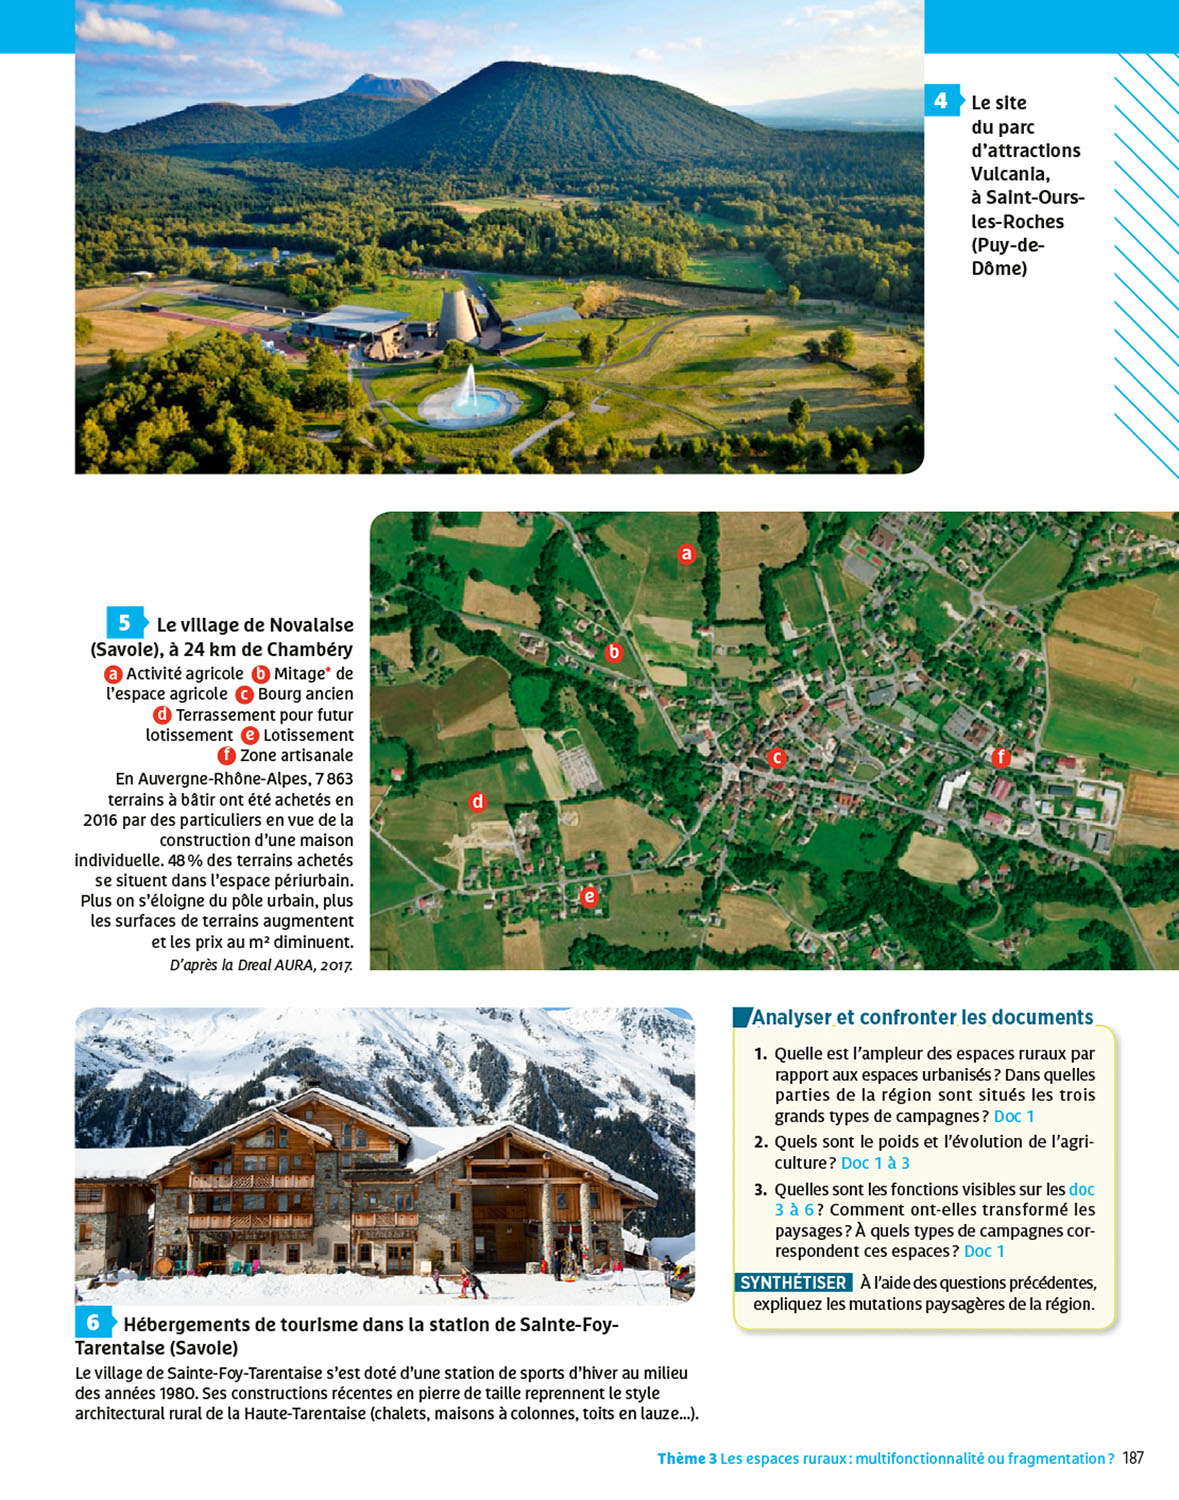 4 Le site
du parc
d'attractions
Vulcania,
à Saint-Ours-
les-Roches
(Puy-de-
Dôme)
5 Le village de Novalaise
(Savoie), à 24 km de Chambéry
a Activité agricole b Mitage* de
l'espace agricole c Bourg ancien
d Terrassement pour futur
lotissement e Lotissement
f Zone artisanale
En Auvergne-Rhône-Alpes, 7 863
terrains à bâtir ont été achetés en
2016 par des particuliers en vue de la
construction d'une maison
individuelle. 48 % des terrains achetés
se situent dans l'espace périurbain.
Plus on s'éloigne du pôle urbain, plus
les surfaces de terrains augmentent
et les prix au m² diminuent.
D'après la Dreal AURA, 2017.
a
b
c
f
d
e
6 Hébergements de tourisme dans la station de Sainte-Foy-
Tarentaise (Savoie)
Le village de Sainte-Foy-Tarentaise s'est doté d'une station de sports d'hiver au milieu
des années 1980. Ses constructions récentes en pierre de taille reprennent le style
architectural rural de la Haute-Tarentaise (chalets, maisons à colonnes, toits en lauze…).
Analyser et confronter les documents
1. Quelle est l'ampleur des espaces ruraux par
rapport aux espaces urbanisés ? Dans quelles
parties de la région sont situés les trois
grands types de campagnes ? Doc 1
2. Quels sont le poids et l'évolution de l'agri-
culture ? Doc 1 à 3
3. Quelles sont les fonctions visibles sur les doc
3 à 6 ? Comment ont-elles transformé les
paysages ? À quels types de campagnes cor-
respondent ces espaces ? Doc 1
SYNTHÉTISER À l'aide des questions précédentes,
expliquez les mutations paysagères de la région.
Thème 3 Les espaces ruraux : multifonctionnalité ou fragmentation ? 187